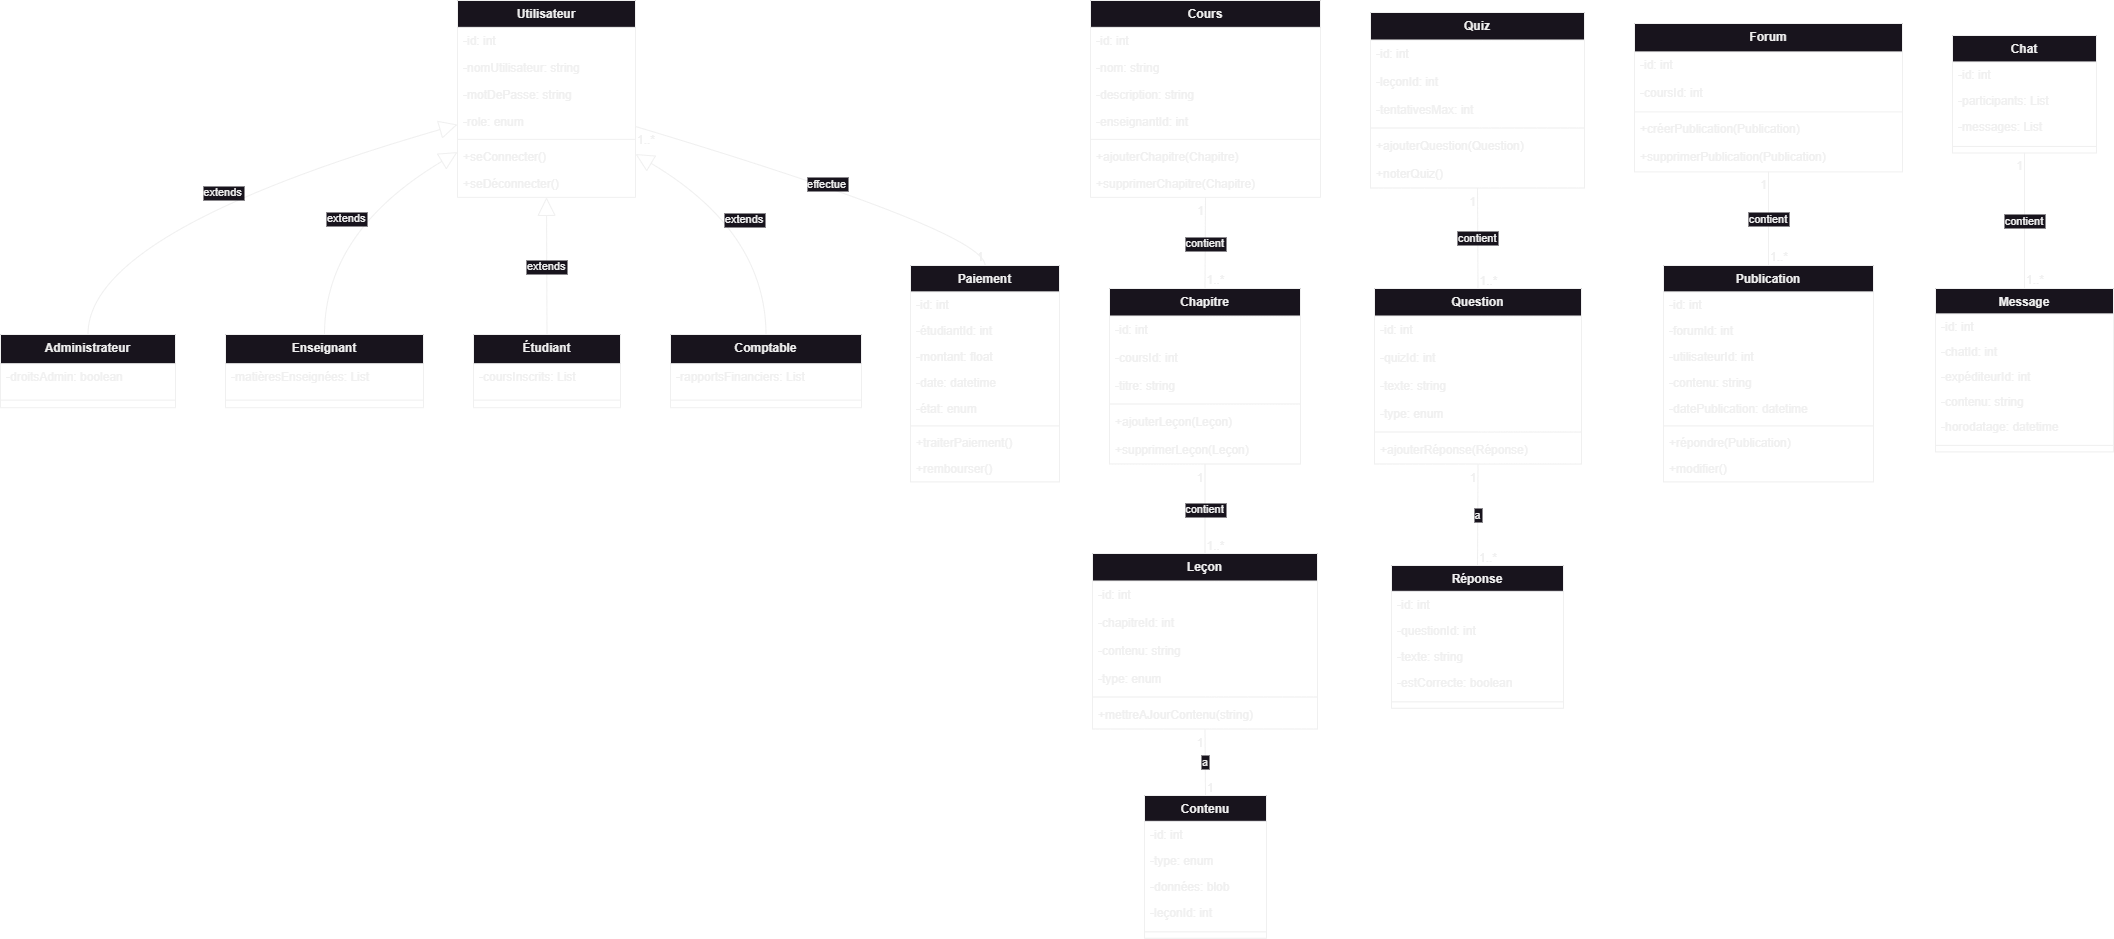 Utilisateur
-id: int
-nomUtilisateur: string
-motDePasse: string
-role: enum
+seConnecter()
+seDéconnecter()
extends
extends
extends
extends
1..*
effectue
1
Administrateur
-droitsAdmin: boolean
Enseignant
-matièresEnseignées: List
Étudiant
-coursInscrits: List
Comptable
-rapportsFinanciers: List
Paiement
-id: int
-étudiantId: int
-montant: float
-date: datetime
-état: enum
+traiterPaiement()
+rembourser()
Cours
-id: int
-nom: string
-description: string
-enseignantId: int
+ajouterChapitre(Chapitre)
+supprimerChapitre(Chapitre)
1
contient
1..*
Chapitre
-id: int
-coursId: int
-titre: string
+ajouterLeçon(Leçon)
+supprimerLeçon(Leçon)
1
contient
1..*
Leçon
-id: int
-chapitreId: int
-contenu: string
-type: enum
+mettreAJourContenu(string)
1
a
1
Contenu
-id: int
-type: enum
-données: blob
-leçonId: int
Quiz
-id: int
-leçonId: int
-tentativesMax: int
+ajouterQuestion(Question)
+noterQuiz()
1
contient
1..*
Question
-id: int
-quizId: int
-texte: string
-type: enum
+ajouterRéponse(Réponse)
1
a
1..*
Réponse
-id: int
-questionId: int
-texte: string
-estCorrecte: boolean
Forum
-id: int
-coursId: int
+créerPublication(Publication)
+supprimerPublication(Publication)
1
contient
1..*
Publication
-id: int
-forumId: int
-utilisateurId: int
-contenu: string
-datePublication: datetime
+répondre(Publication)
+modifier()
Chat
-id: int
-participants: List
-messages: List
1
contient
1..*
Message
-id: int
-chatId: int
-expéditeurId: int
-contenu: string
-horodatage: datetime